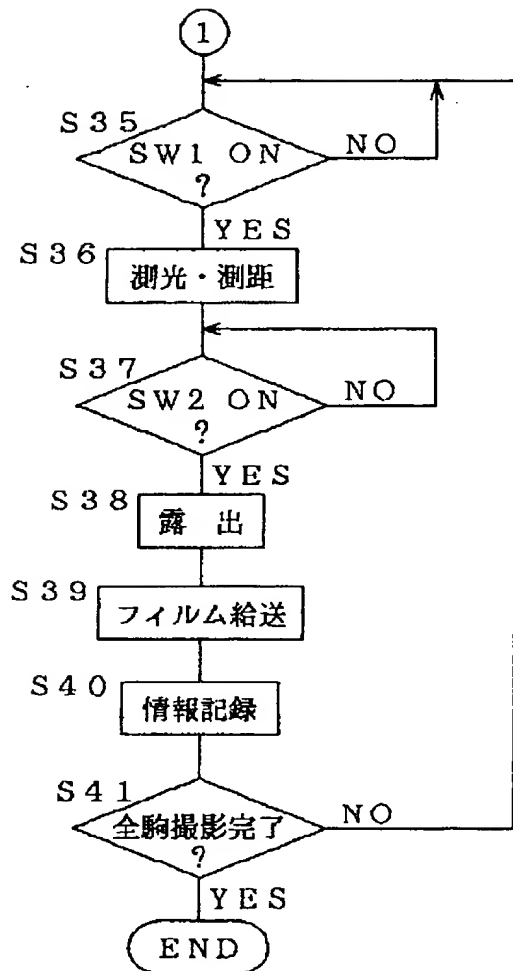 1
S35
SW1 ON
?
NO
YES
S36
測光・測距
S37
SW2 ON
?
NO
YES
S38
露 出
S39
フィルム給送
S40
情報記録
S41
全駒撮影完了
?
NO
YES
END